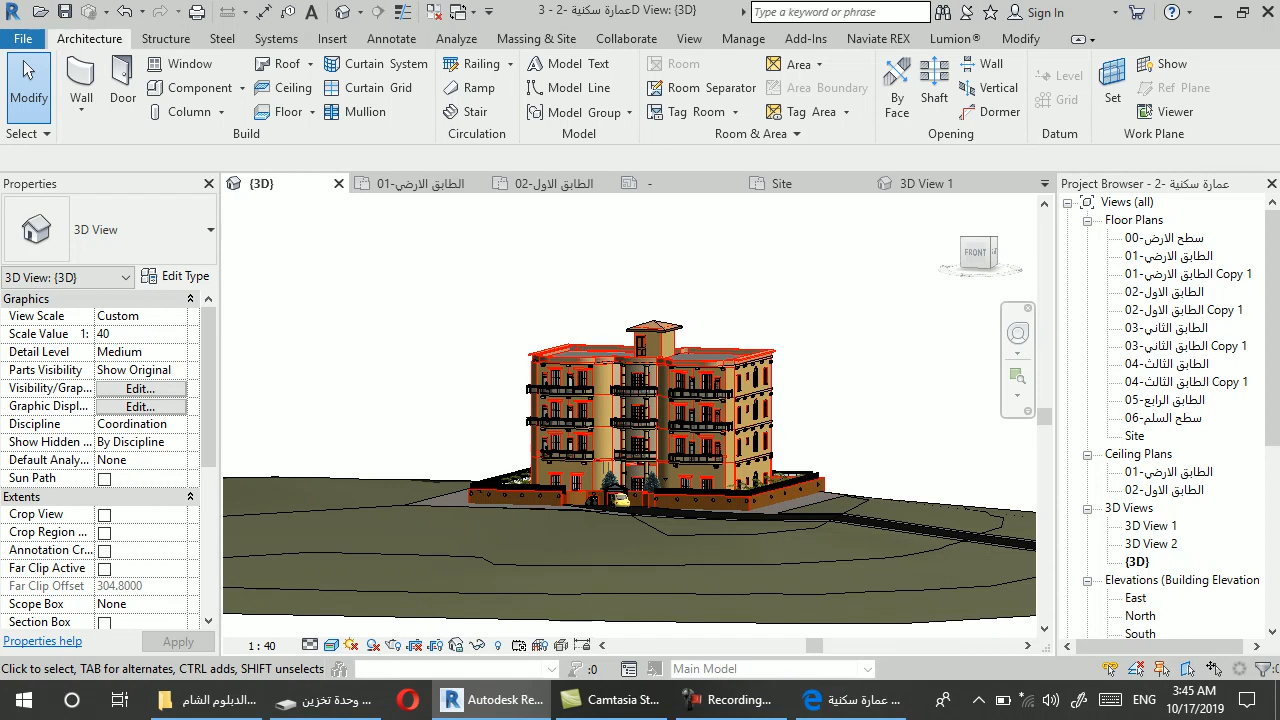 عمارة سكنية - 2 - 3D View: {3D}
Type a keyword or phrase
Sign In
File Architecture Structure Steel Systems Insert Annotate Analyze Massing & Site Collaborate View Manage Add-Ins Naviate REX Lumion® Modify
Modify
Wall
Door
Window
Component
Column
Roof
Ceiling
Floor
Curtain System
Curtain Grid
Mullion
Railing
Ramp
Stair
Model Text
Model Line
Model Group
Room
Room Separator
Tag Room
Area
Area Boundary
Tag Area
By
Face
Shaft
Wall
Vertical
Dormer
Level
Grid
Set
Show
Ref Plane
Viewer
Select Build Circulation Model Room & Area Opening Datum Work Plane
Properties
{3D} الطابق الارضي-01 الطابق الاول-02 - Site 3D View 1
3D View
3D View: {3D} Edit Type
Graphics
View Scale Custom
Scale Value 1: 40
Detail Level Medium
Parts Visibility Show Original
Visibility/Grap... Edit...
Graphic Displ... Edit...
Discipline Coordination
Show Hidden ... By Discipline
Default Analy... None
Sun Path
Extents
Crop View
Crop Region ...
Annotation Cr...
Far Clip Active
Far Clip Offset 304.8000
Scope Box None
Section Box
Properties help Apply
FRONT
Project Browser - عمارة سكنية -2
Views (all)
Floor Plans
سطح الارض-00
الطابق الارضي-01
الطابق الارضي-01 Copy 1
الطابق الاول-02
الطابق الاول-02 Copy 1
الطابق الثاني-03
الطابق الثاني-03 Copy 1
الطابق الثالث-04
الطابق الثالث-04 Copy 1
الطابق الرابع-05
سطح السلم-06
Site
Ceiling Plans
الطابق الارضي-01
الطابق الاول-02
3D Views
3D View 1
3D View 2
{3D}
Elevations (Building Elevation
East
North
South
1 : 40
Click to select, TAB for alternates, CTRL adds, SHIFT unselects :0 Main Model :0
الدبلوم الشام... وحدة تخزين ... Autodesk Re... Camtasia St... Recording... عمارة سكنية ...
ENG
3:45 AM
10/17/2019